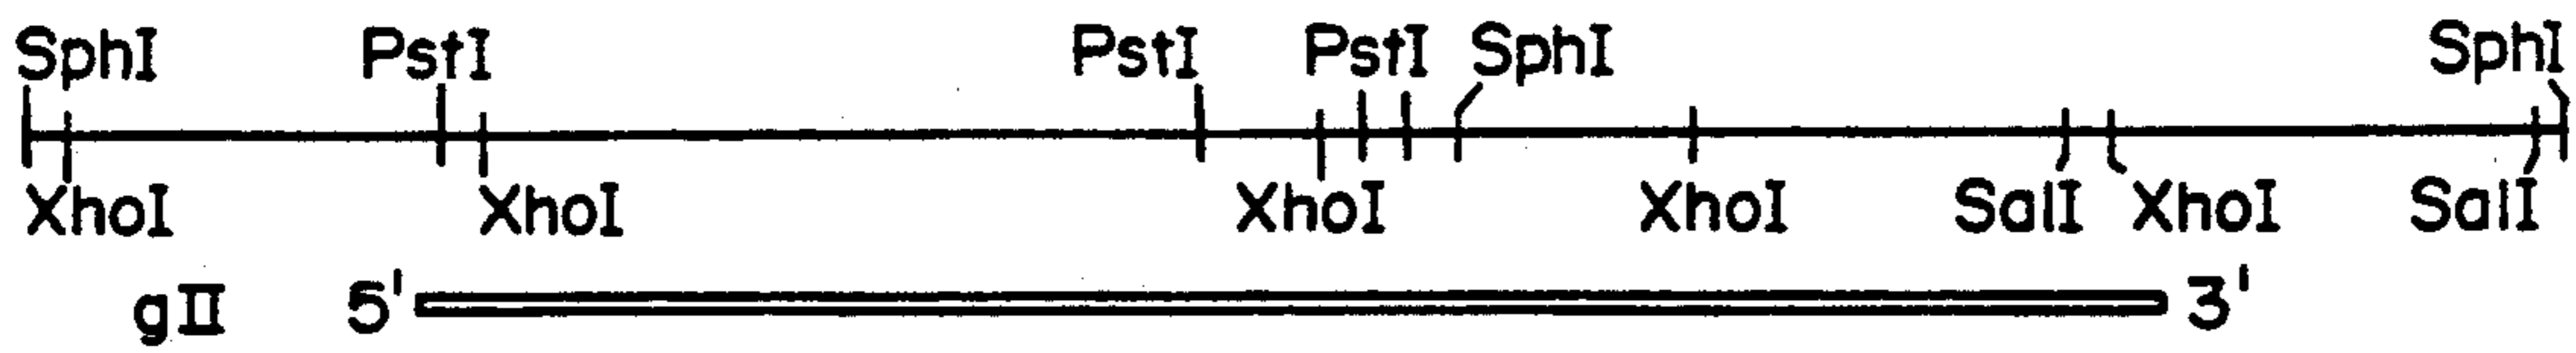 SphI PstI PstI PstI SphI SphI
XhoI XhoI XhoI XhoI SalI XhoI SalI
gII 5' 3'